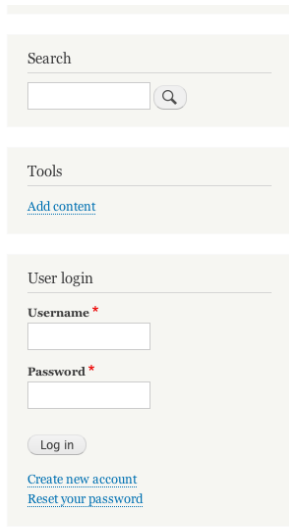 Search
Tools
Add content
User login
Username *
Password *
Log in
Create new account
Reset your password